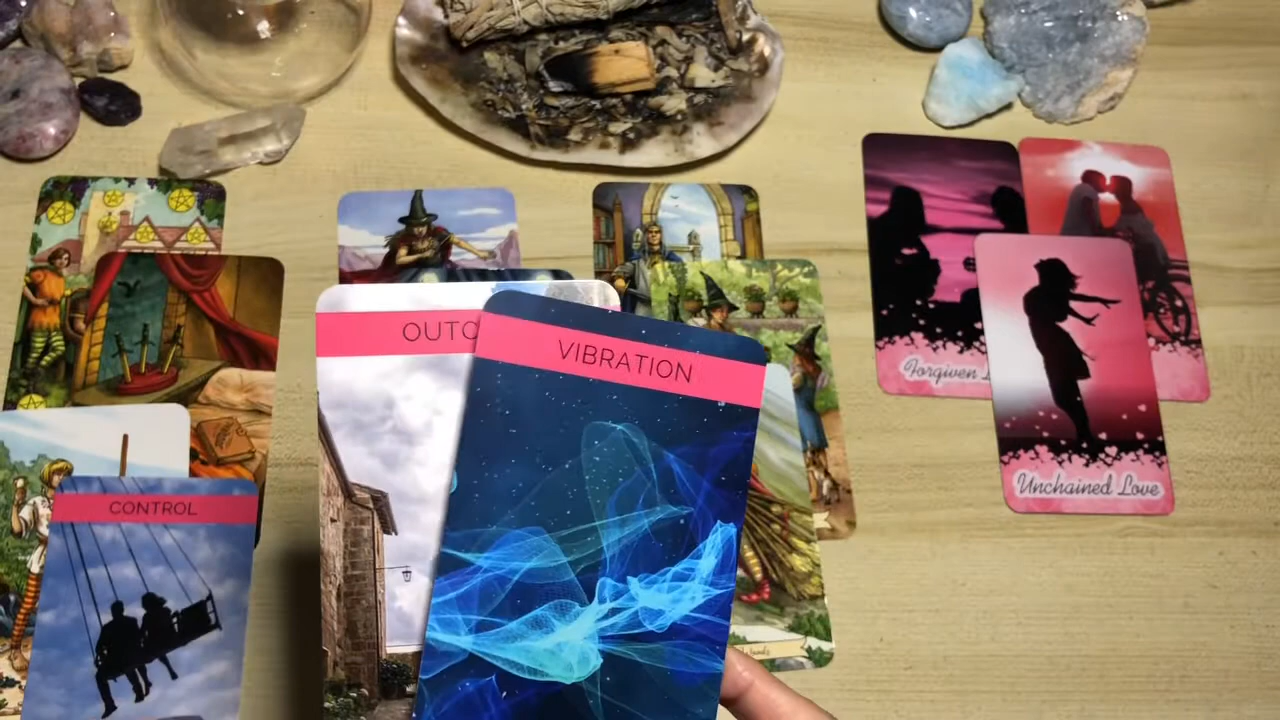 OUTC
VIBRATION
Forgiven
Unchained Love
CONTROL